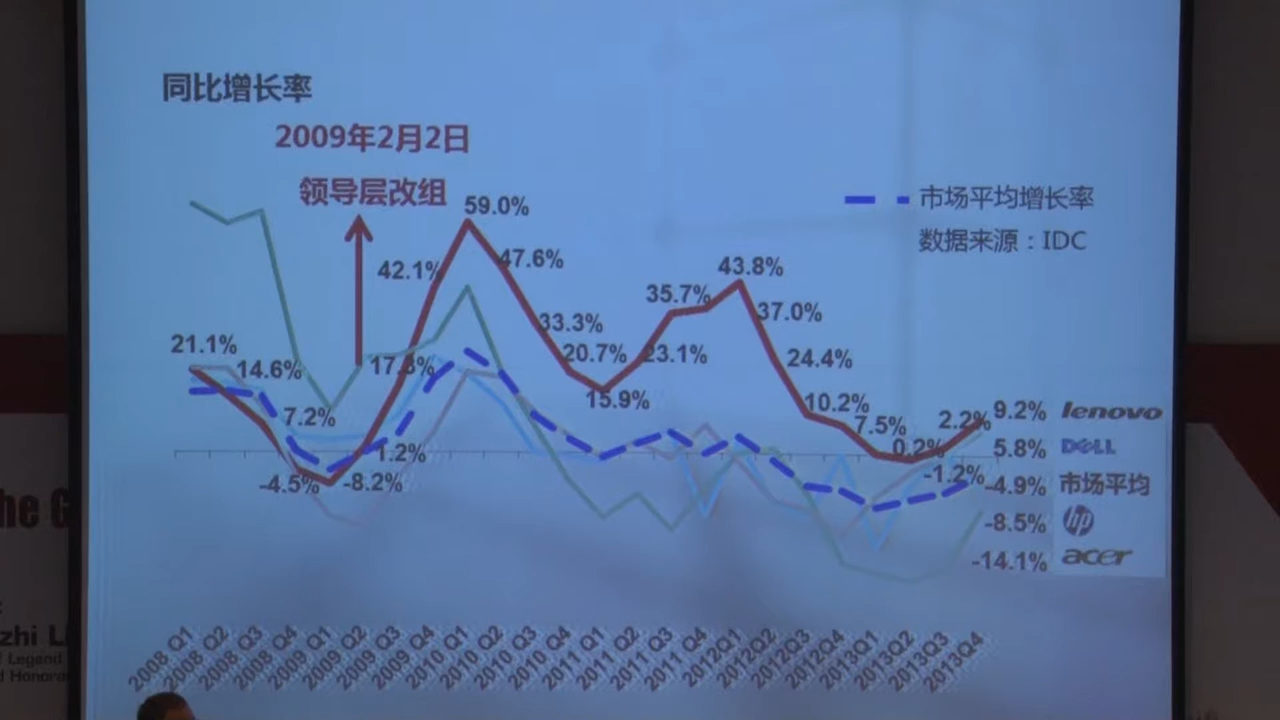 同比增长率
2009年2月2日
领导层改组
市场平均增长率
数据来源：IDC
59.0%
47.6%
42.1%
43.8%
35.7%
37.0%
33.3%
21.1%
20.7%
23.1%
24.4%
14.6%
17.8%
15.9%
10.2%
9.2% lenovo
7.2%
7.5%
2.2%
1.2%
0.2%
5.8% DELL
-4.5%
-8.2%
-1.2%
-4.9% 市场平均
-8.5% hp
-14.1% acer
2008 Q1
2008 Q2
2008 Q3
2008 Q4
2009 Q1
2009 Q2
2009 Q3
2009 Q4
2010 Q1
2010 Q2
2010 Q3
2010 Q4
2011 Q1
2011 Q2
2011 Q3
2011 Q4
2012Q1
2012Q2
2012Q3
2012Q4
2013Q1
2013Q2
2013Q3
2013Q4
he G
zhi L
Legend
Honora